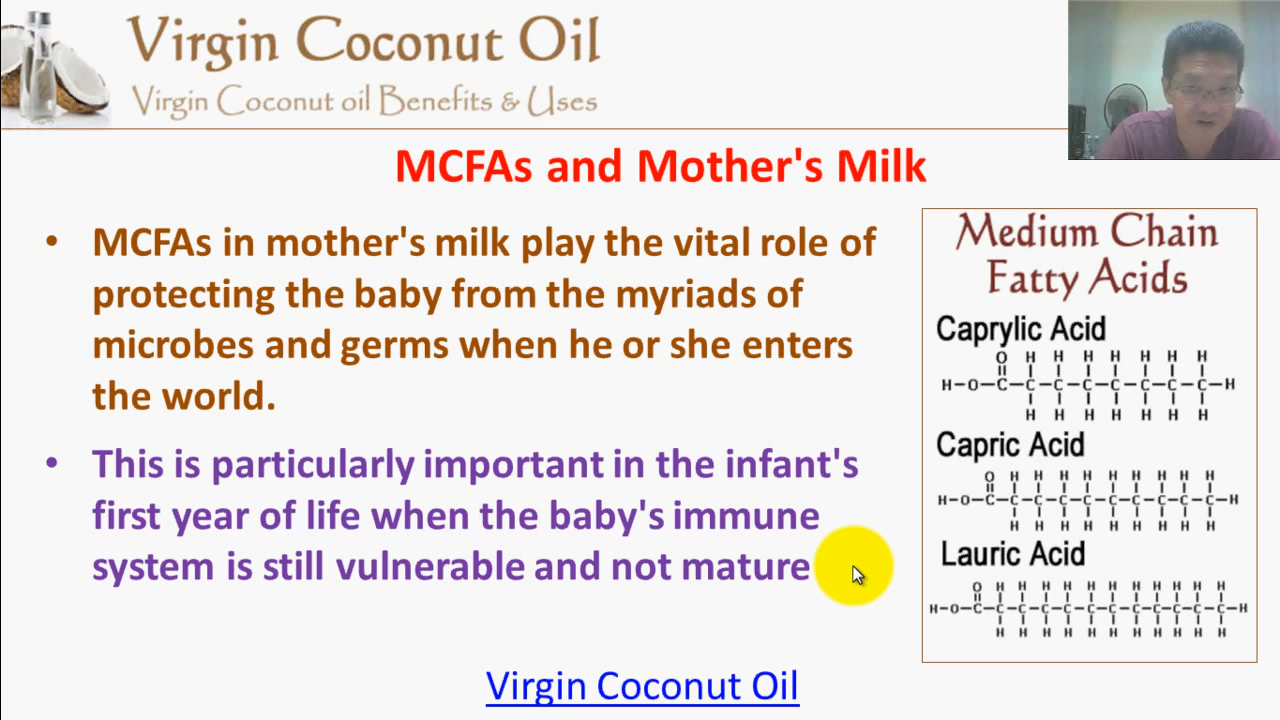 Virgin Coconut Oil
Virgin Coconut oil Benefits & Uses
MCFAs and Mother's Milk
• MCFAs in mother's milk play the vital role of
protecting the baby from the myriads of
microbes and germs when he or she enters
the world.
• This is particularly important in the infant's
first year of life when the baby's immune
system is still vulnerable and not mature
Medium Chain
Fatty Acids
Caprylic Acid
O H H H H H H H
H-O-C-C-C-C-C-C-C-C-H
H H H H H H H
Capric Acid
O H H H H H H H H H
H-O-C-C-C-C-C-C-C-C-C-C-H
H H H H H H H H H
Lauric Acid
O H H H H H H H H H H H
H-O-C-C-C-C-C-C-C-C-C-C-C-C-H
H H H H H H H H H H H
Virgin Coconut Oil